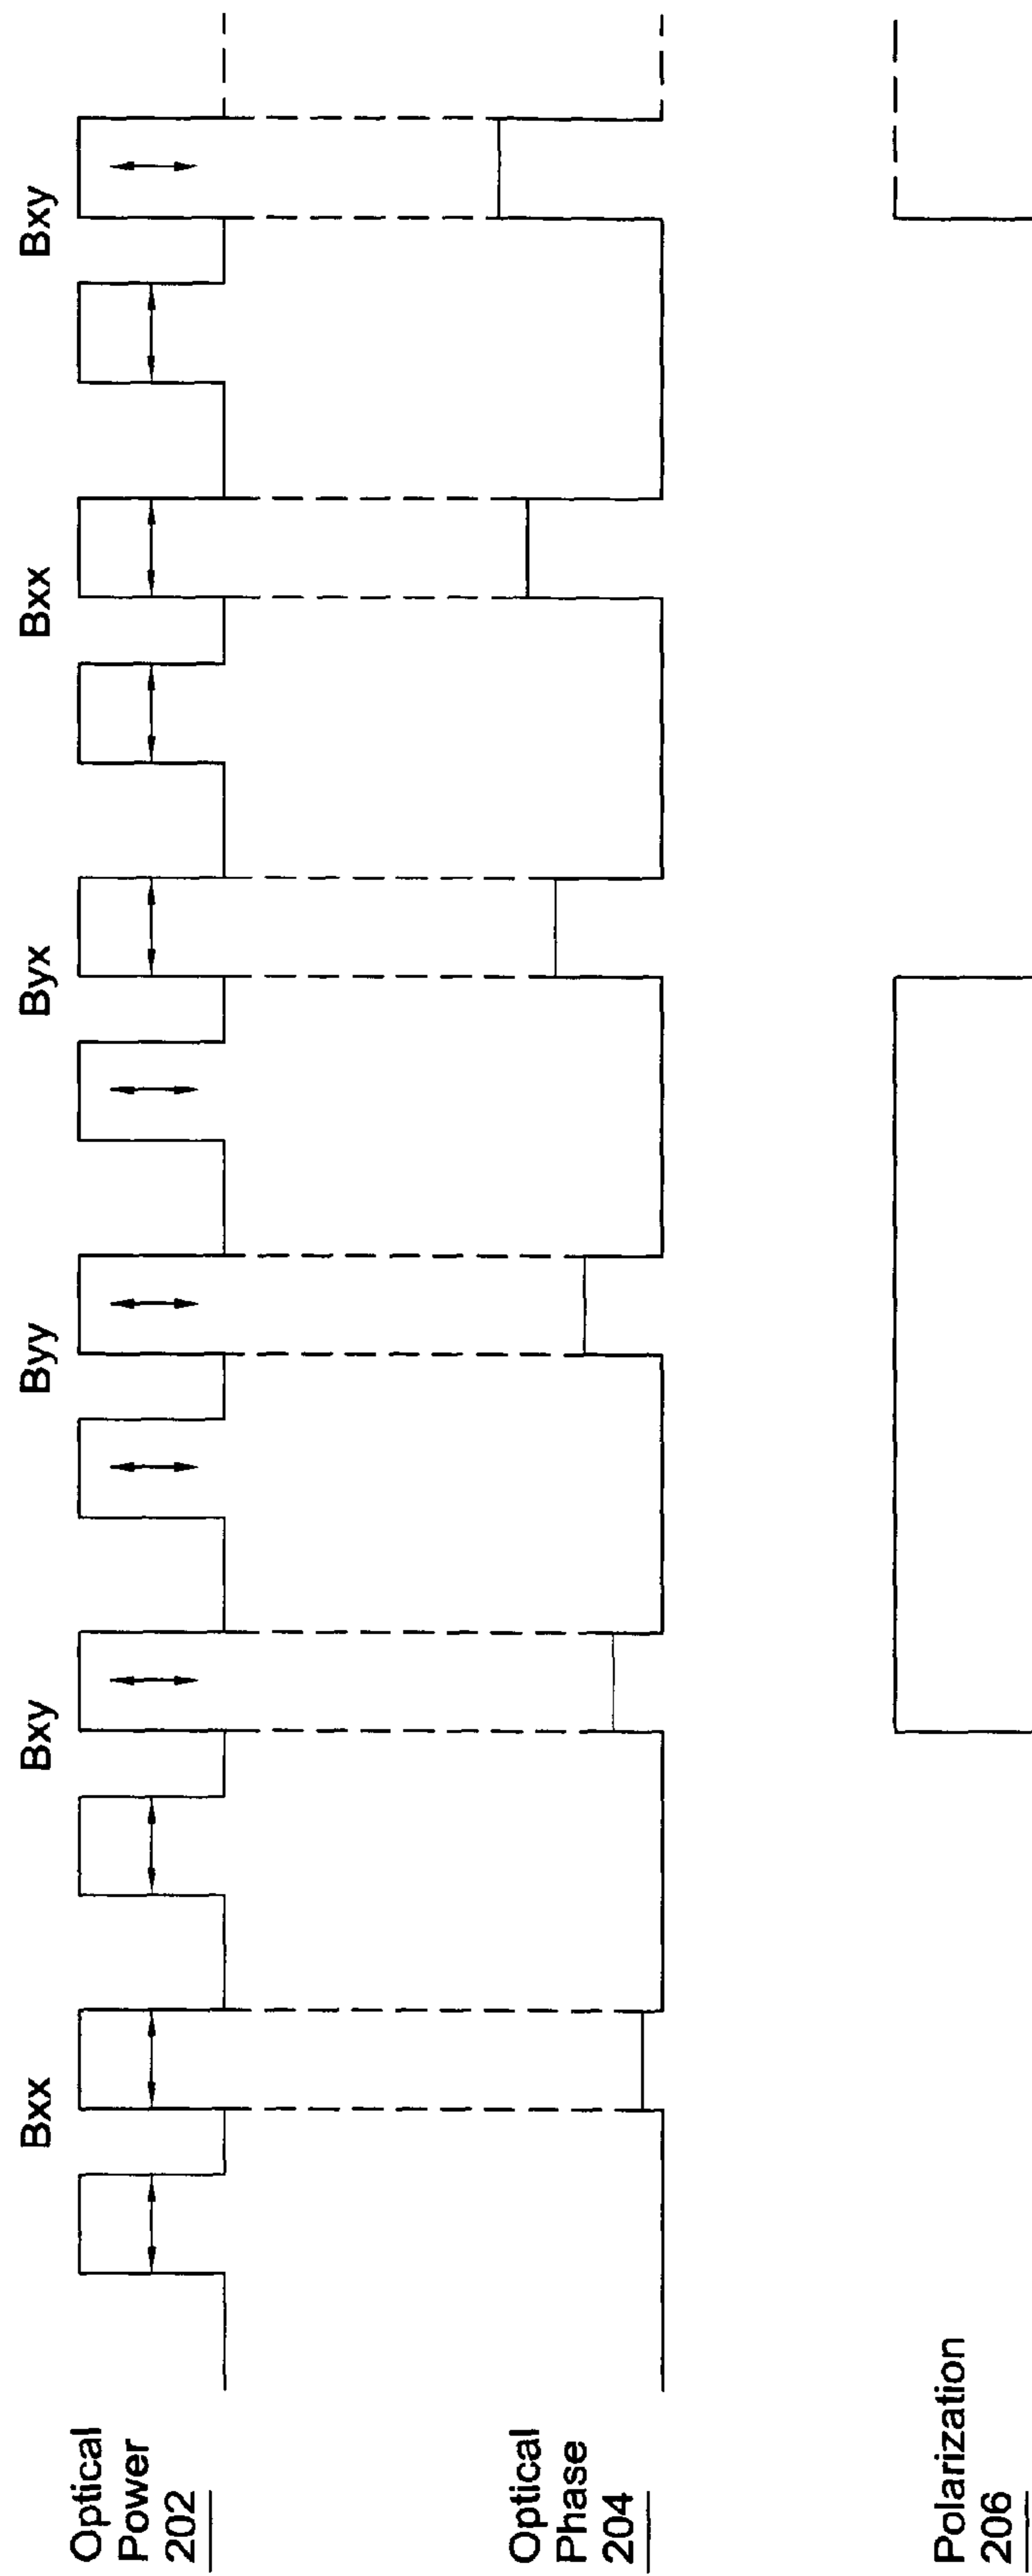 Bxx
Bxy
Byy
Byx
Bxx
Bxy
Optical
Power
202
Optical
Phase
204
Polarization
206